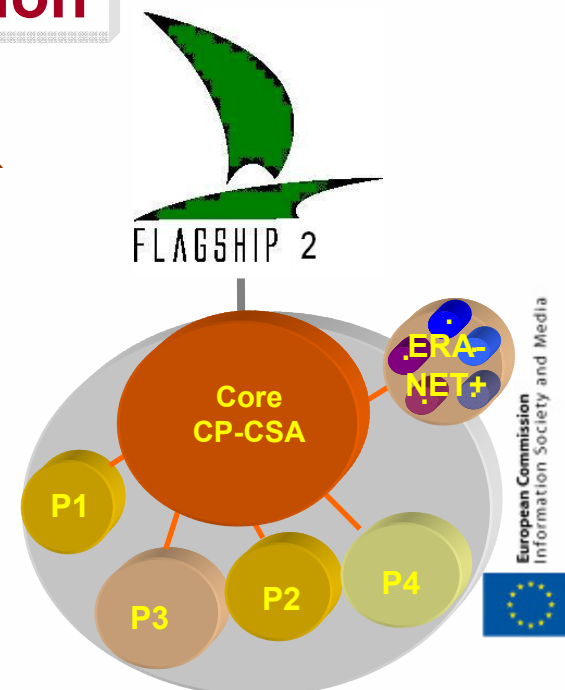 FLAGSHIP 2
ERA-
NET+
Core
CP-CSA
P1
P2
P3
P4
European Commission
Information Society and Media